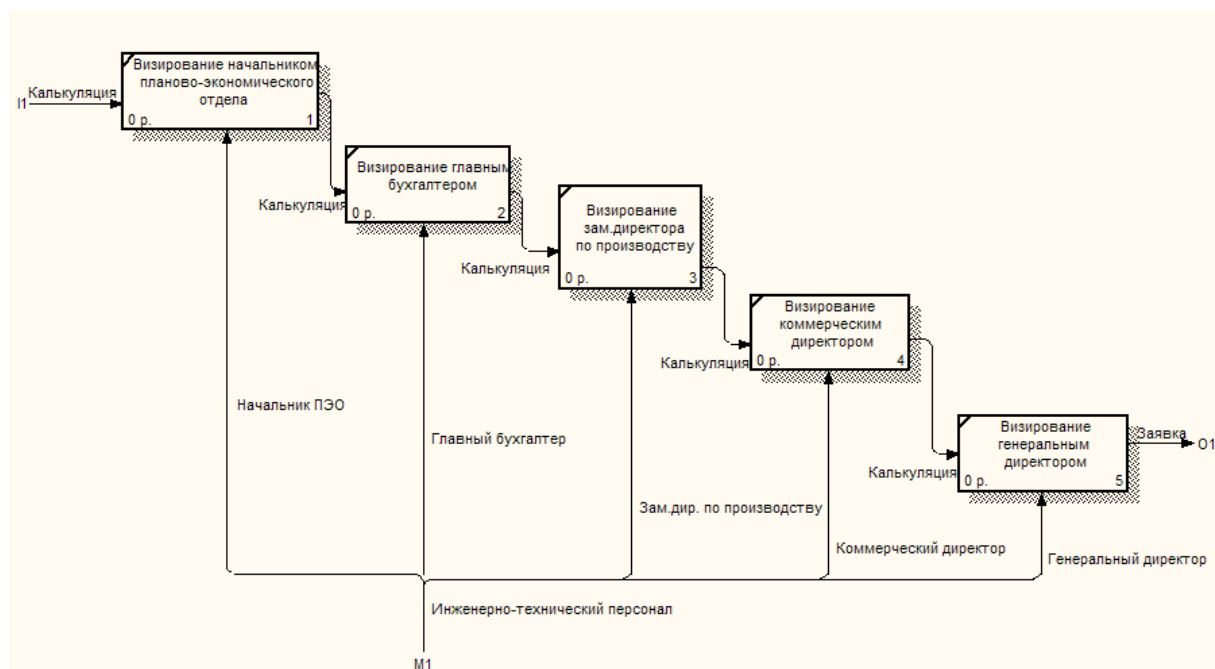 Визирование начальником
планово-экономического
отдела
0 р. 1
Калькуляция
I1
Визирование главным
бухгалтером
0 р. 2
Калькуляция
Визирование
зам.директора
по производству
0 р. 3
Калькуляция
Визирование
коммерческим
директором
0 р. 4
Калькуляция
Начальник ПЭО
Главный бухгалтер
Визирование
генеральным
директором
0 р. 5
Заявка
O1
Калькуляция
Зам.дир. по производству
Коммерческий директор
Генеральный директор
Инженерно-технический персонал
M1